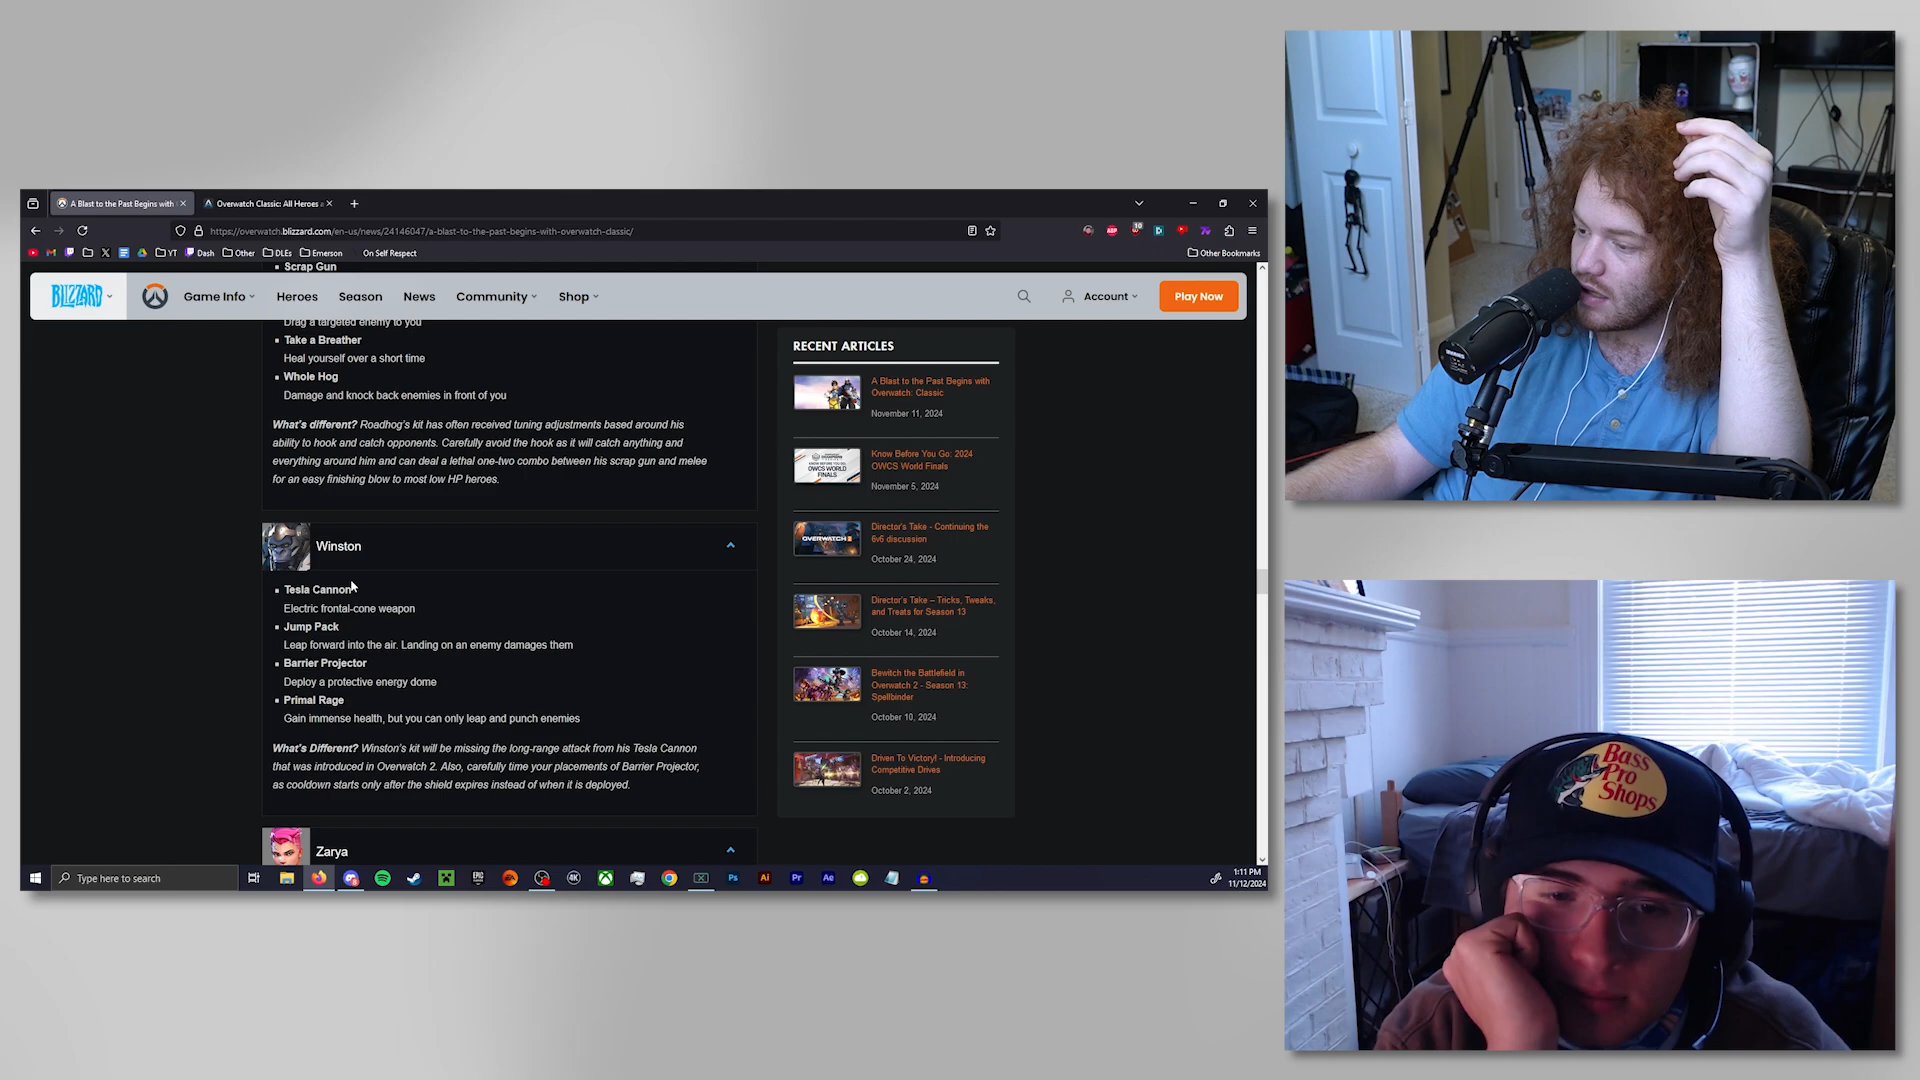 A Blast to the Past Begins with
Overwatch Classic: All Heroes a
https://overwatch.blizzard.com/en-us/news/24146047/a-blast-to-the-past-begins-with-overwatch-classic/
10
YT
Dash
Other
DLEs
Emerson
On Self Respect
Other Bookmarks
Scrap Gun
BLIZZARD
Game Info
Heroes
Season
News
Community
Shop
Account
Play Now
Drag a targeted enemy to you
Take a Breather
Heal yourself over a short time
Whole Hog
Damage and knock back enemies in front of you
What's different? Roadhog's kit has often received tuning adjustments based around his
ability to hook and catch opponents. Carefully avoid the hook as it will catch anything and
everything around him and can deal a lethal one-two combo between his scrap gun and melee
for an easy finishing blow to most low HP heroes.
Winston
Tesla Cannon
Electric frontal-cone weapon
Jump Pack
Leap forward into the air. Landing on an enemy damages them
Barrier Projector
Deploy a protective energy dome
Primal Rage
Gain immense health, but you can only leap and punch enemies
What's Different? Winston's kit will be missing the long-range attack from his Tesla Cannon
that was introduced in Overwatch 2. Also, carefully time your placements of Barrier Projector,
as cooldown starts only after the shield expires instead of when it is deployed.
Zarya
RECENT ARTICLES
A Blast to the Past Begins with
Overwatch: Classic
November 11, 2024
Know Before You Go: 2024
OWCS World Finals
November 5, 2024
Director's Take - Continuing the
6v6 discussion
October 24, 2024
Director's Take – Tricks, Tweaks,
and Treats for Season 13
October 14, 2024
Bewitch the Battlefield in
Overwatch 2 - Season 13:
Spellbinder
October 10, 2024
Driven To Victory! - Introducing
Competitive Drives
October 2, 2024
Type here to search
EPIC
EA
4K
Ps
Ai
Pr
Ae
1:11 PM
11/12/2024
Bass
Pro
Shops